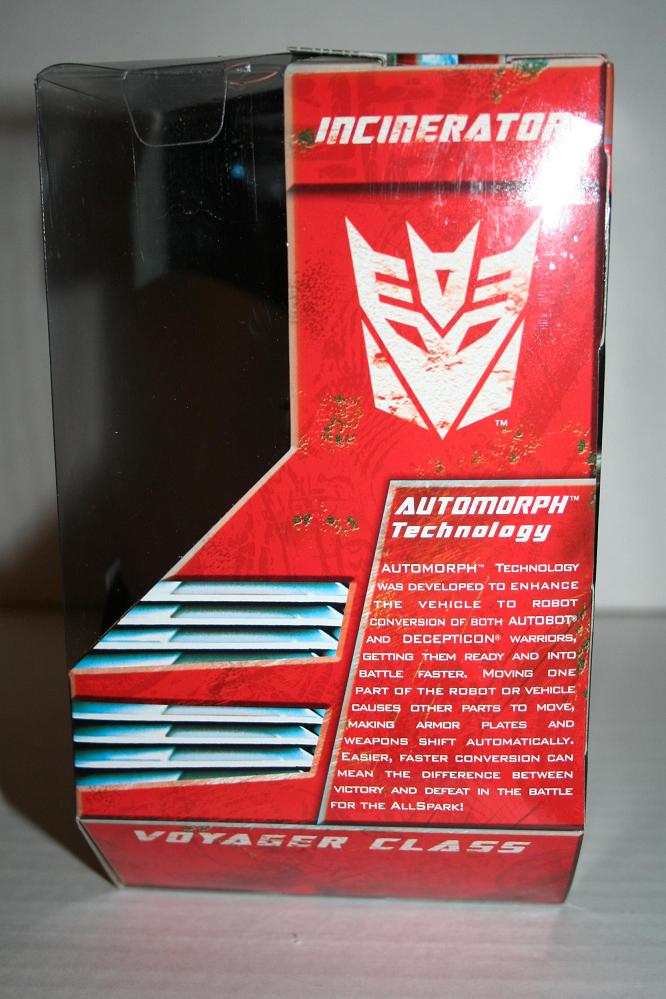 INCINERATOR
TM
AUTOMORPH™
Technology
AUTOMORPH™ TECHNOLOGY
WAS DEVELOPED TO ENHANCE
THE VEHICLE TO ROBOT
CONVERSION OF BOTH AUTOBOT®
AND DECEPTICON® WARRIORS,
GETTING THEM READY AND INTO
BATTLE FASTER. MOVING ONE
PART OF THE ROBOT OR VEHICLE
CAUSES OTHER PARTS TO MOVE,
MAKING ARMOR PLATES AND
WEAPONS SHIFT AUTOMATICALLY.
EASIER, FASTER CONVERSION CAN
MEAN THE DIFFERENCE BETWEEN
VICTORY AND DEFEAT IN THE BATTLE
FOR THE ALLSPARK!
VOYAGER CLASS